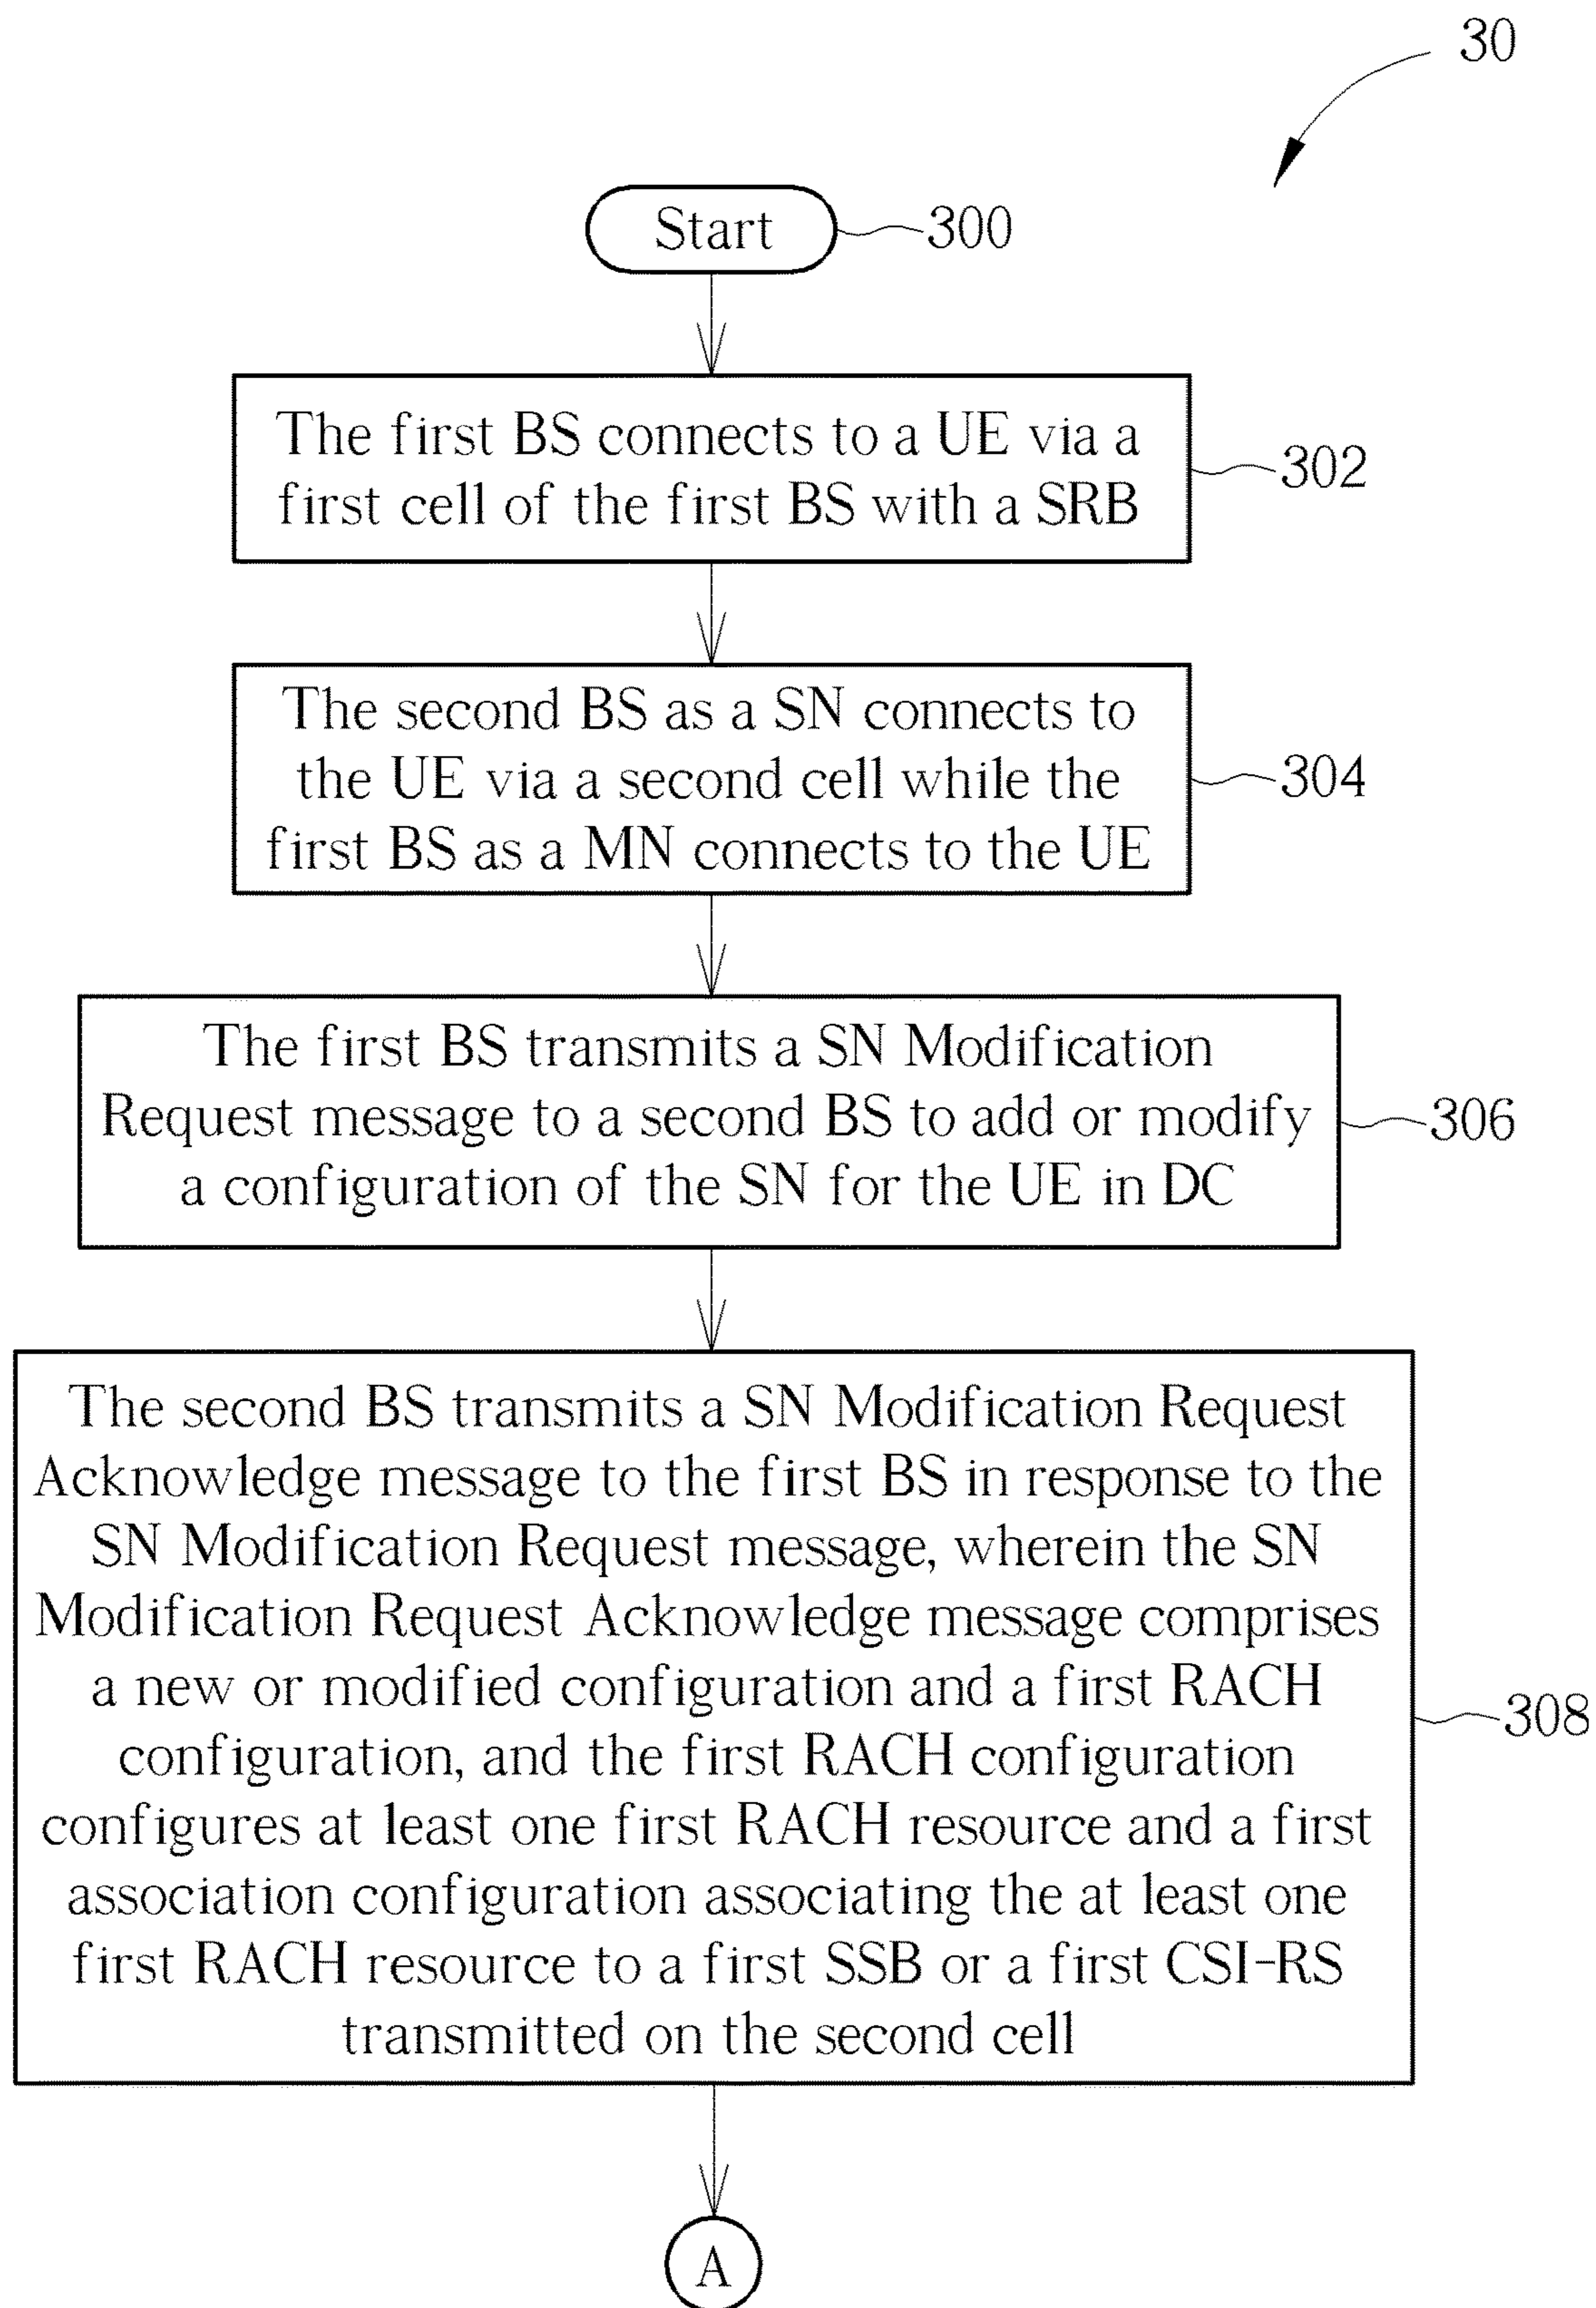 30
Start
300
The first BS connects to a UE via a
first cell of the first BS with a SRB
302
The second BS as a SN connects to
the UE via a second cell while the
first BS as a MN connects to the UE
304
The first BS transmits a SN Modification
Request message to a second BS to add or modify
a configuration of the SN for the UE in DC
306
The second BS transmits a SN Modification Request
Acknowledge message to the first BS in response to the
SN Modification Request message, wherein the SN
Modification Request Acknowledge message comprises
a new or modified configuration and a first RACH
configuration, and the first RACH configuration
configures at least one first RACH resource and a first
association configuration associating the at least one
first RACH resource to a first SSB or a first CSI-RS
transmitted on the second cell
308
A